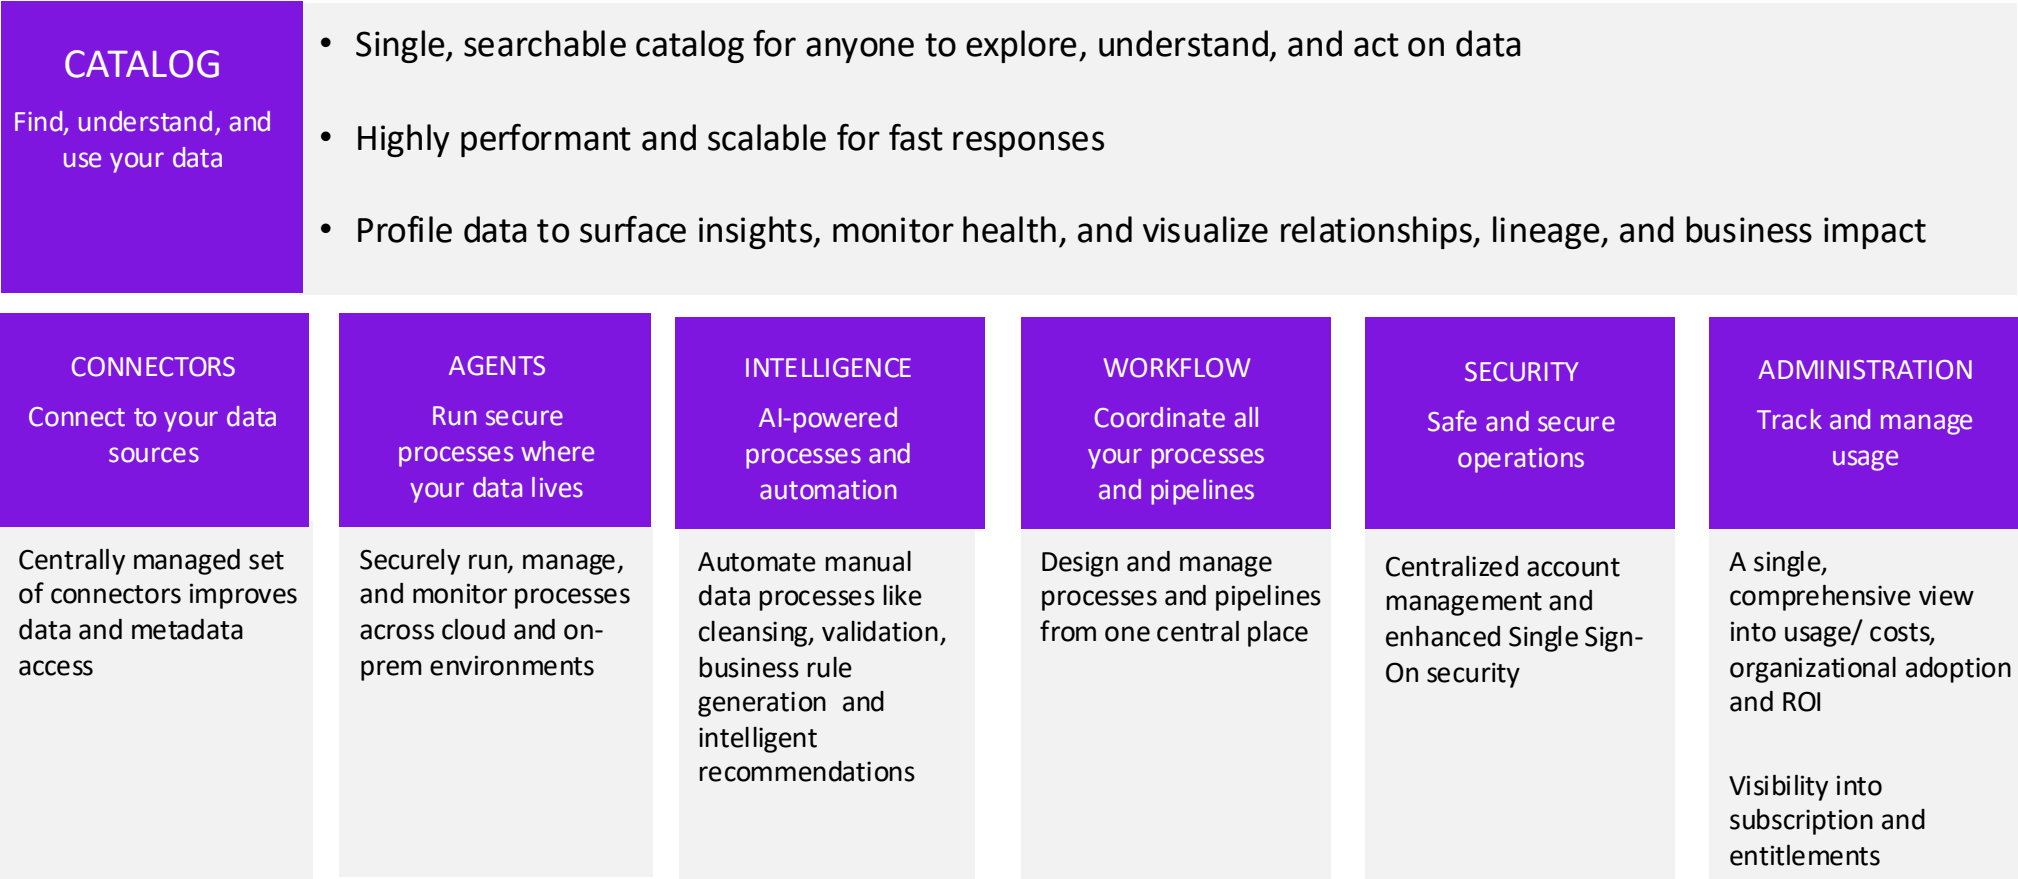 CATALOG
Find, understand, and
use your data
• Single, searchable catalog for anyone to explore, understand, and act on data
• Highly performant and scalable for fast responses
• Profile data to surface insights, monitor health, and visualize relationships, lineage, and business impact
CONNECTORS
Connect to your data
sources
Centrally managed set
of connectors improves
data and metadata
access
AGENTS
Run secure
processes where
your data lives
Securely run, manage,
and monitor processes
across cloud and on-
prem environments
INTELLIGENCE
AI-powered
processes and
automation
Automate manual
data processes like
cleansing, validation,
business rule
generation  and
intelligent
recommendations
WORKFLOW
Coordinate all
your processes
and pipelines
Design and manage
processes and pipelines
from one central place
SECURITY
Safe and secure
operations
Centralized account
management and
enhanced Single Sign-
On security
ADMINISTRATION
Track and manage
usage
A single,
comprehensive view
into usage/ costs,
organizational adoption
and ROI
Visibility into
subscription and
entitlements